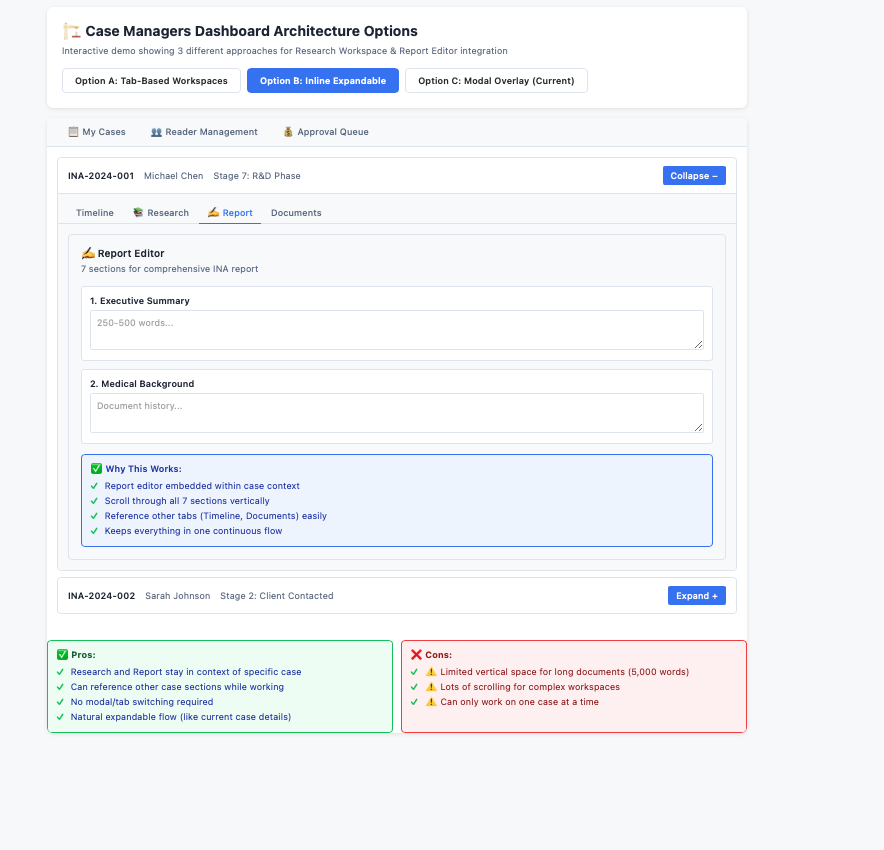 🏗️ Case Managers Dashboard Architecture Options
Interactive demo showing 3 different approaches for Research Workspace & Report Editor integration
Option A: Tab-Based Workspaces
Option B: Inline Expandable
Option C: Modal Overlay (Current)
📋 My Cases
👥 Reader Management
💰 Approval Queue
INA-2024-001 Michael Chen Stage 7: R&D Phase
Collapse −
Timeline
📚 Research
✍️ Report
Documents
✍️ Report Editor
7 sections for comprehensive INA report
1. Executive Summary
250-500 words...
2. Medical Background
Document history...
✅ Why This Works:
✓ Report editor embedded within case context
✓ Scroll through all 7 sections vertically
✓ Reference other tabs (Timeline, Documents) easily
✓ Keeps everything in one continuous flow
INA-2024-002 Sarah Johnson Stage 2: Client Contacted
Expand +
✅ Pros:
✓ Research and Report stay in context of specific case
✓ Can reference other case sections while working
✓ No modal/tab switching required
✓ Natural expandable flow (like current case details)
❌ Cons:
✓ ⚠️ Limited vertical space for long documents (5,000 words)
✓ ⚠️ Lots of scrolling for complex workspaces
✓ ⚠️ Can only work on one case at a time